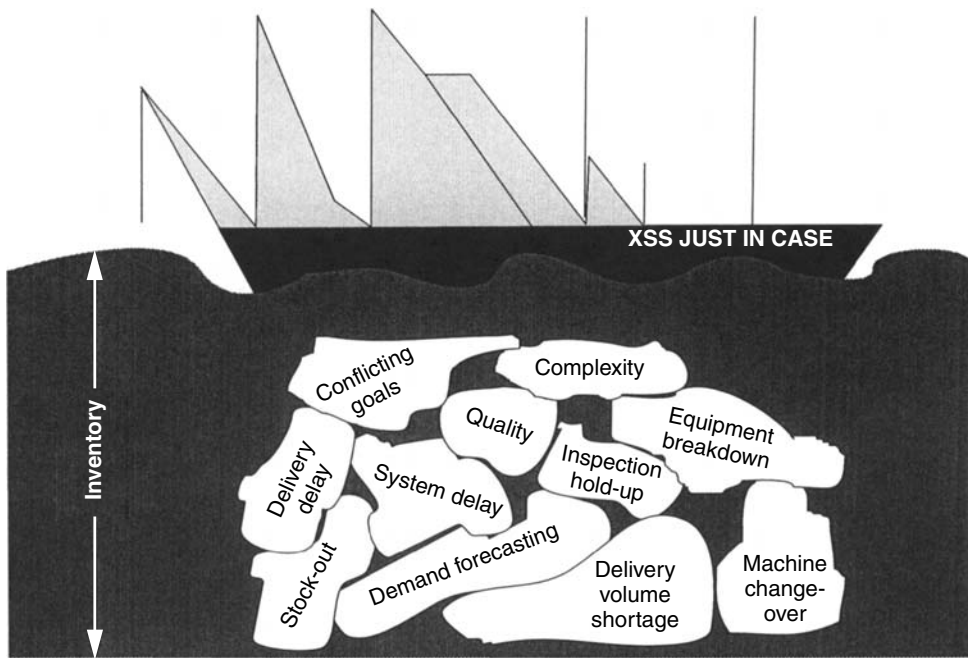 XSS JUST IN CASE
Inventory
Conflicting
goals
Complexity
Quality
Equipment
breakdown
Delivery
delay
System delay
Inspection
hold-up
Stock-out
Demand forecasting
Delivery
volume
shortage
Machine
change-
over